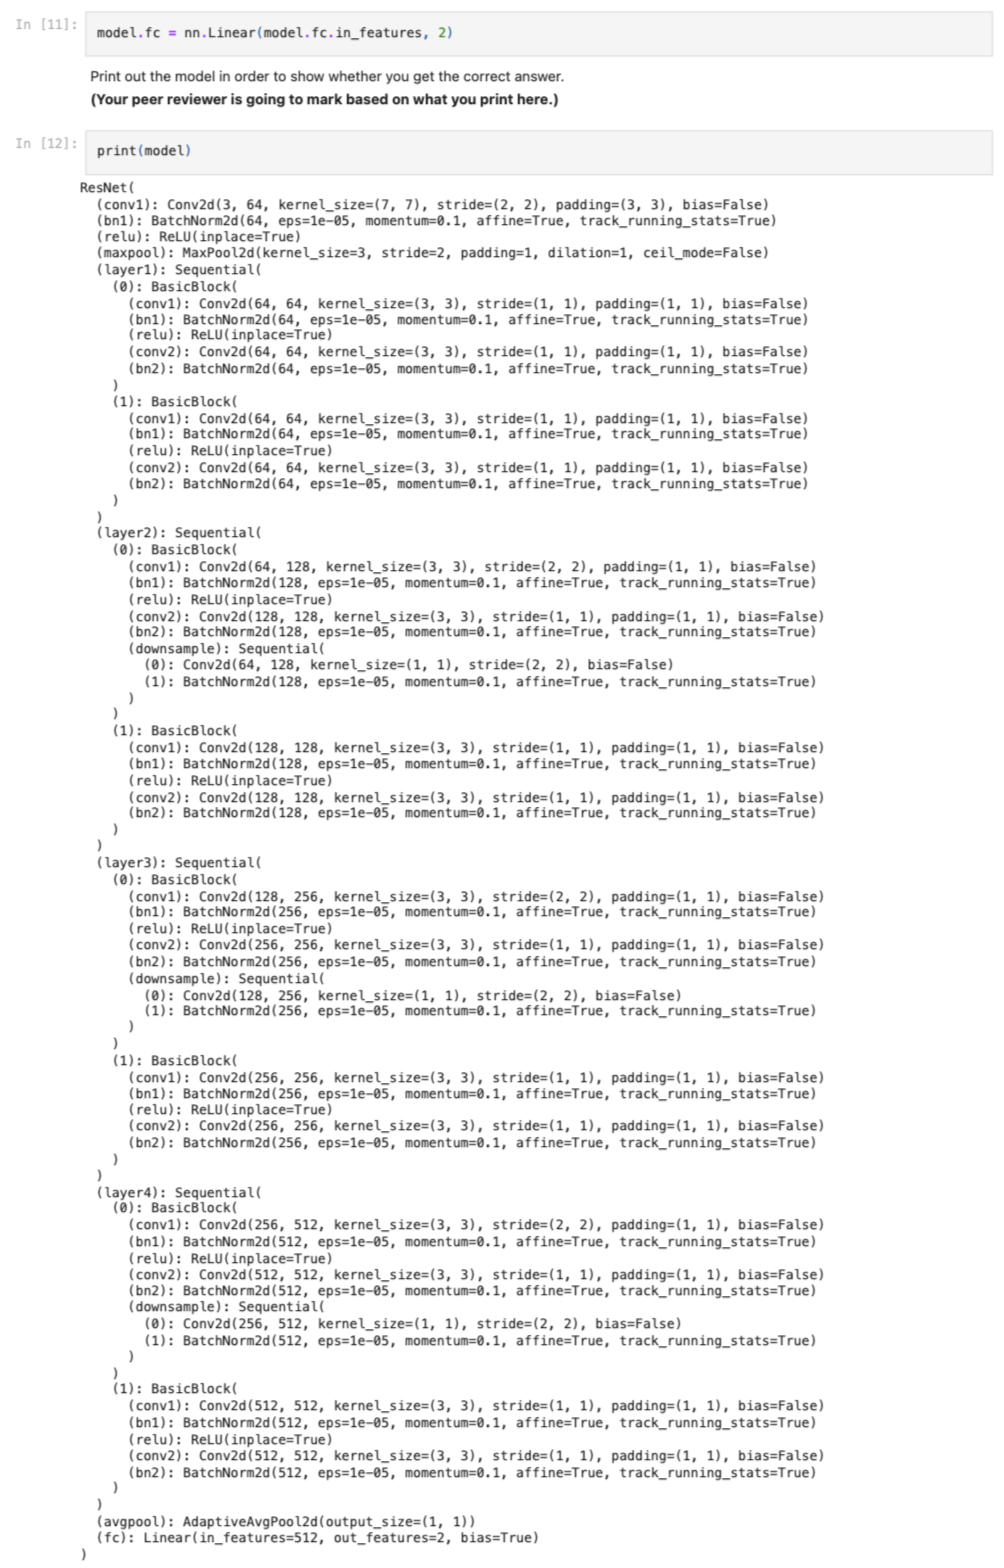 In [11]:
model.fc = nn.Linear(model.fc.in_features, 2)
Print out the model in order to show whether you get the correct answer.
(Your peer reviewer is going to mark based on what you print here.)
In [12]:
print(model)
ResNet(
  (conv1): Conv2d(3, 64, kernel_size=(7, 7), stride=(2, 2), padding=(3, 3), bias=False)
  (bn1): BatchNorm2d(64, eps=1e-05, momentum=0.1, affine=True, track_running_stats=True)
  (relu): ReLU(inplace=True)
  (maxpool): MaxPool2d(kernel_size=3, stride=2, padding=1, dilation=1, ceil_mode=False)
  (layer1): Sequential(
    (0): BasicBlock(
      (conv1): Conv2d(64, 64, kernel_size=(3, 3), stride=(1, 1), padding=(1, 1), bias=False)
      (bn1): BatchNorm2d(64, eps=1e-05, momentum=0.1, affine=True, track_running_stats=True)
      (relu): ReLU(inplace=True)
      (conv2): Conv2d(64, 64, kernel_size=(3, 3), stride=(1, 1), padding=(1, 1), bias=False)
      (bn2): BatchNorm2d(64, eps=1e-05, momentum=0.1, affine=True, track_running_stats=True)
    )
    (1): BasicBlock(
      (conv1): Conv2d(64, 64, kernel_size=(3, 3), stride=(1, 1), padding=(1, 1), bias=False)
      (bn1): BatchNorm2d(64, eps=1e-05, momentum=0.1, affine=True, track_running_stats=True)
      (relu): ReLU(inplace=True)
      (conv2): Conv2d(64, 64, kernel_size=(3, 3), stride=(1, 1), padding=(1, 1), bias=False)
      (bn2): BatchNorm2d(64, eps=1e-05, momentum=0.1, affine=True, track_running_stats=True)
    )
  )
  (layer2): Sequential(
    (0): BasicBlock(
      (conv1): Conv2d(64, 128, kernel_size=(3, 3), stride=(2, 2), padding=(1, 1), bias=False)
      (bn1): BatchNorm2d(128, eps=1e-05, momentum=0.1, affine=True, track_running_stats=True)
      (relu): ReLU(inplace=True)
      (conv2): Conv2d(128, 128, kernel_size=(3, 3), stride=(1, 1), padding=(1, 1), bias=False)
      (bn2): BatchNorm2d(128, eps=1e-05, momentum=0.1, affine=True, track_running_stats=True)
      (downsample): Sequential(
        (0): Conv2d(64, 128, kernel_size=(1, 1), stride=(2, 2), bias=False)
        (1): BatchNorm2d(128, eps=1e-05, momentum=0.1, affine=True, track_running_stats=True)
      )
    )
    (1): BasicBlock(
      (conv1): Conv2d(128, 128, kernel_size=(3, 3), stride=(1, 1), padding=(1, 1), bias=False)
      (bn1): BatchNorm2d(128, eps=1e-05, momentum=0.1, affine=True, track_running_stats=True)
      (relu): ReLU(inplace=True)
      (conv2): Conv2d(128, 128, kernel_size=(3, 3), stride=(1, 1), padding=(1, 1), bias=False)
      (bn2): BatchNorm2d(128, eps=1e-05, momentum=0.1, affine=True, track_running_stats=True)
    )
  )
  (layer3): Sequential(
    (0): BasicBlock(
      (conv1): Conv2d(128, 256, kernel_size=(3, 3), stride=(2, 2), padding=(1, 1), bias=False)
      (bn1): BatchNorm2d(256, eps=1e-05, momentum=0.1, affine=True, track_running_stats=True)
      (relu): ReLU(inplace=True)
      (conv2): Conv2d(256, 256, kernel_size=(3, 3), stride=(1, 1), padding=(1, 1), bias=False)
      (bn2): BatchNorm2d(256, eps=1e-05, momentum=0.1, affine=True, track_running_stats=True)
      (downsample): Sequential(
        (0): Conv2d(128, 256, kernel_size=(1, 1), stride=(2, 2), bias=False)
        (1): BatchNorm2d(256, eps=1e-05, momentum=0.1, affine=True, track_running_stats=True)
      )
    )
    (1): BasicBlock(
      (conv1): Conv2d(256, 256, kernel_size=(3, 3), stride=(1, 1), padding=(1, 1), bias=False)
      (bn1): BatchNorm2d(256, eps=1e-05, momentum=0.1, affine=True, track_running_stats=True)
      (relu): ReLU(inplace=True)
      (conv2): Conv2d(256, 256, kernel_size=(3, 3), stride=(1, 1), padding=(1, 1), bias=False)
      (bn2): BatchNorm2d(256, eps=1e-05, momentum=0.1, affine=True, track_running_stats=True)
    )
  )
  (layer4): Sequential(
    (0): BasicBlock(
      (conv1): Conv2d(256, 512, kernel_size=(3, 3), stride=(2, 2), padding=(1, 1), bias=False)
      (bn1): BatchNorm2d(512, eps=1e-05, momentum=0.1, affine=True, track_running_stats=True)
      (relu): ReLU(inplace=True)
      (conv2): Conv2d(512, 512, kernel_size=(3, 3), stride=(1, 1), padding=(1, 1), bias=False)
      (bn2): BatchNorm2d(512, eps=1e-05, momentum=0.1, affine=True, track_running_stats=True)
      (downsample): Sequential(
        (0): Conv2d(256, 512, kernel_size=(1, 1), stride=(2, 2), bias=False)
        (1): BatchNorm2d(512, eps=1e-05, momentum=0.1, affine=True, track_running_stats=True)
      )
    )
    (1): BasicBlock(
      (conv1): Conv2d(512, 512, kernel_size=(3, 3), stride=(1, 1), padding=(1, 1), bias=False)
      (bn1): BatchNorm2d(512, eps=1e-05, momentum=0.1, affine=True, track_running_stats=True)
      (relu): ReLU(inplace=True)
      (conv2): Conv2d(512, 512, kernel_size=(3, 3), stride=(1, 1), padding=(1, 1), bias=False)
      (bn2): BatchNorm2d(512, eps=1e-05, momentum=0.1, affine=True, track_running_stats=True)
    )
  )
  (avgpool): AdaptiveAvgPool2d(output_size=(1, 1))
  (fc): Linear(in_features=512, out_features=2, bias=True)
)